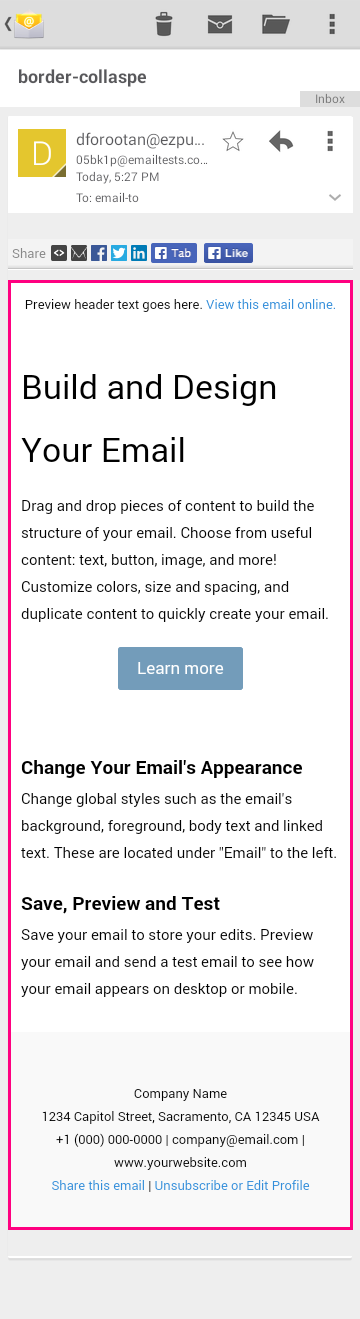 border-collaspe
Inbox
D
dforootan@ezpu...
05bk1p@emailtests.co...
Today, 5:27 PM
To: email-to
Share Tab Like
Preview header text goes here. View this email online.
Build and Design
Your Email
Drag and drop pieces of content to build the
structure of your email. Choose from useful
content: text, button, image, and more!
Customize colors, size and spacing, and
duplicate content to quickly create your email.
Learn more
Change Your Email's Appearance
Change global styles such as the email's
background, foreground, body text and linked
text. These are located under "Email" to the left.
Save, Preview and Test
Save your email to store your edits. Preview
your email and send a test email to see how
your email appears on desktop or mobile.
Company Name
1234 Capitol Street, Sacramento, CA 12345 USA
+1 (000) 000-0000 | company@email.com |
www.yourwebsite.com
Share this email | Unsubscribe or Edit Profile